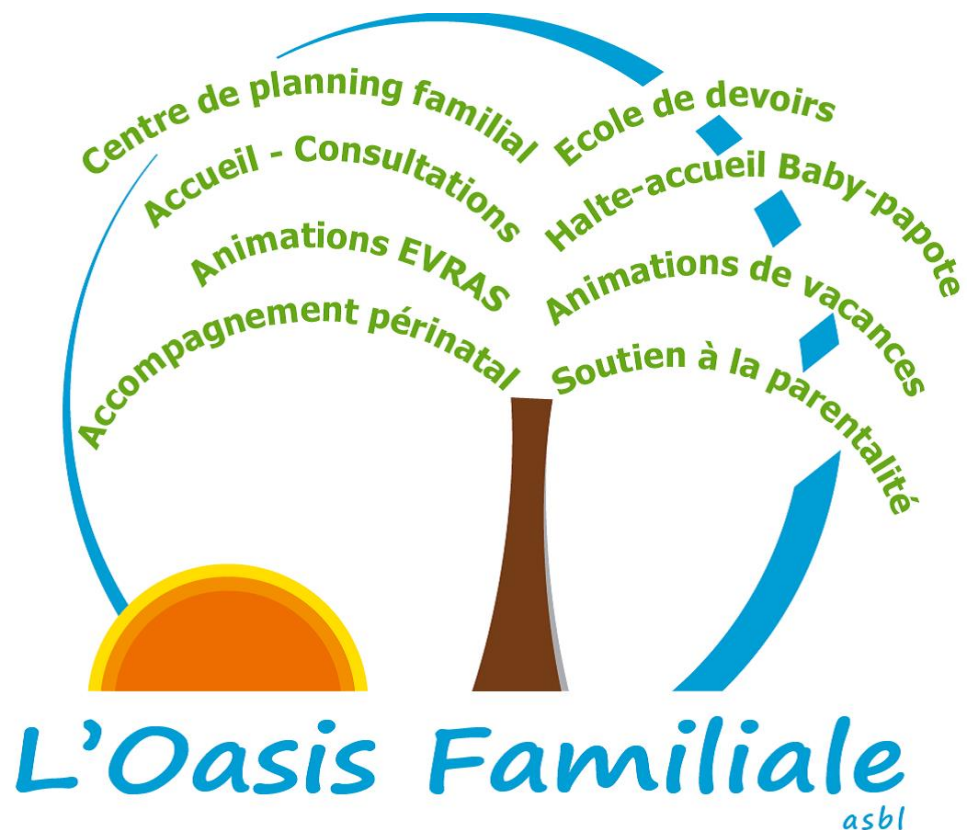 Centre de planning familial
Accueil - Consultations
Animations EVRAS
Accompagnement périnatal
Ecole de devoirs
Halte-accueil Baby-papote
Animations de vacances
Soutien à la parentalité
L'Oasis Familiale
asbl